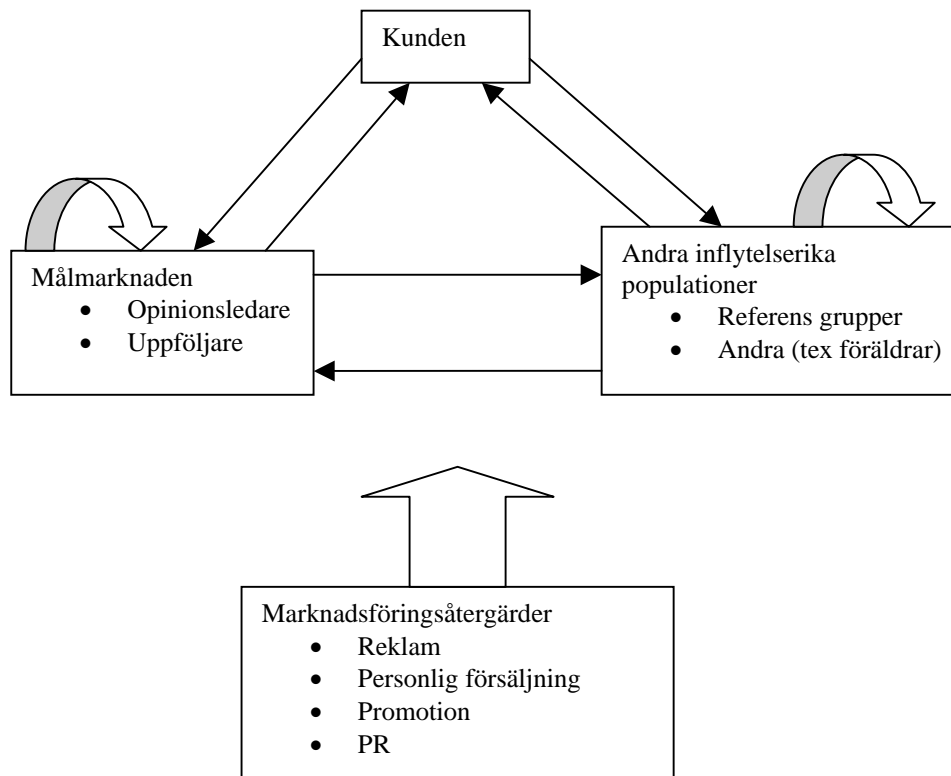 Kunden
Målmarknaden
• Opinionsledare
• Uppföljare
Andra inflytelserika
populationer
• Referens grupper
• Andra (tex föräldrar)
Marknadsföringsåtergärder
• Reklam
• Personlig försäljning
• Promotion
• PR